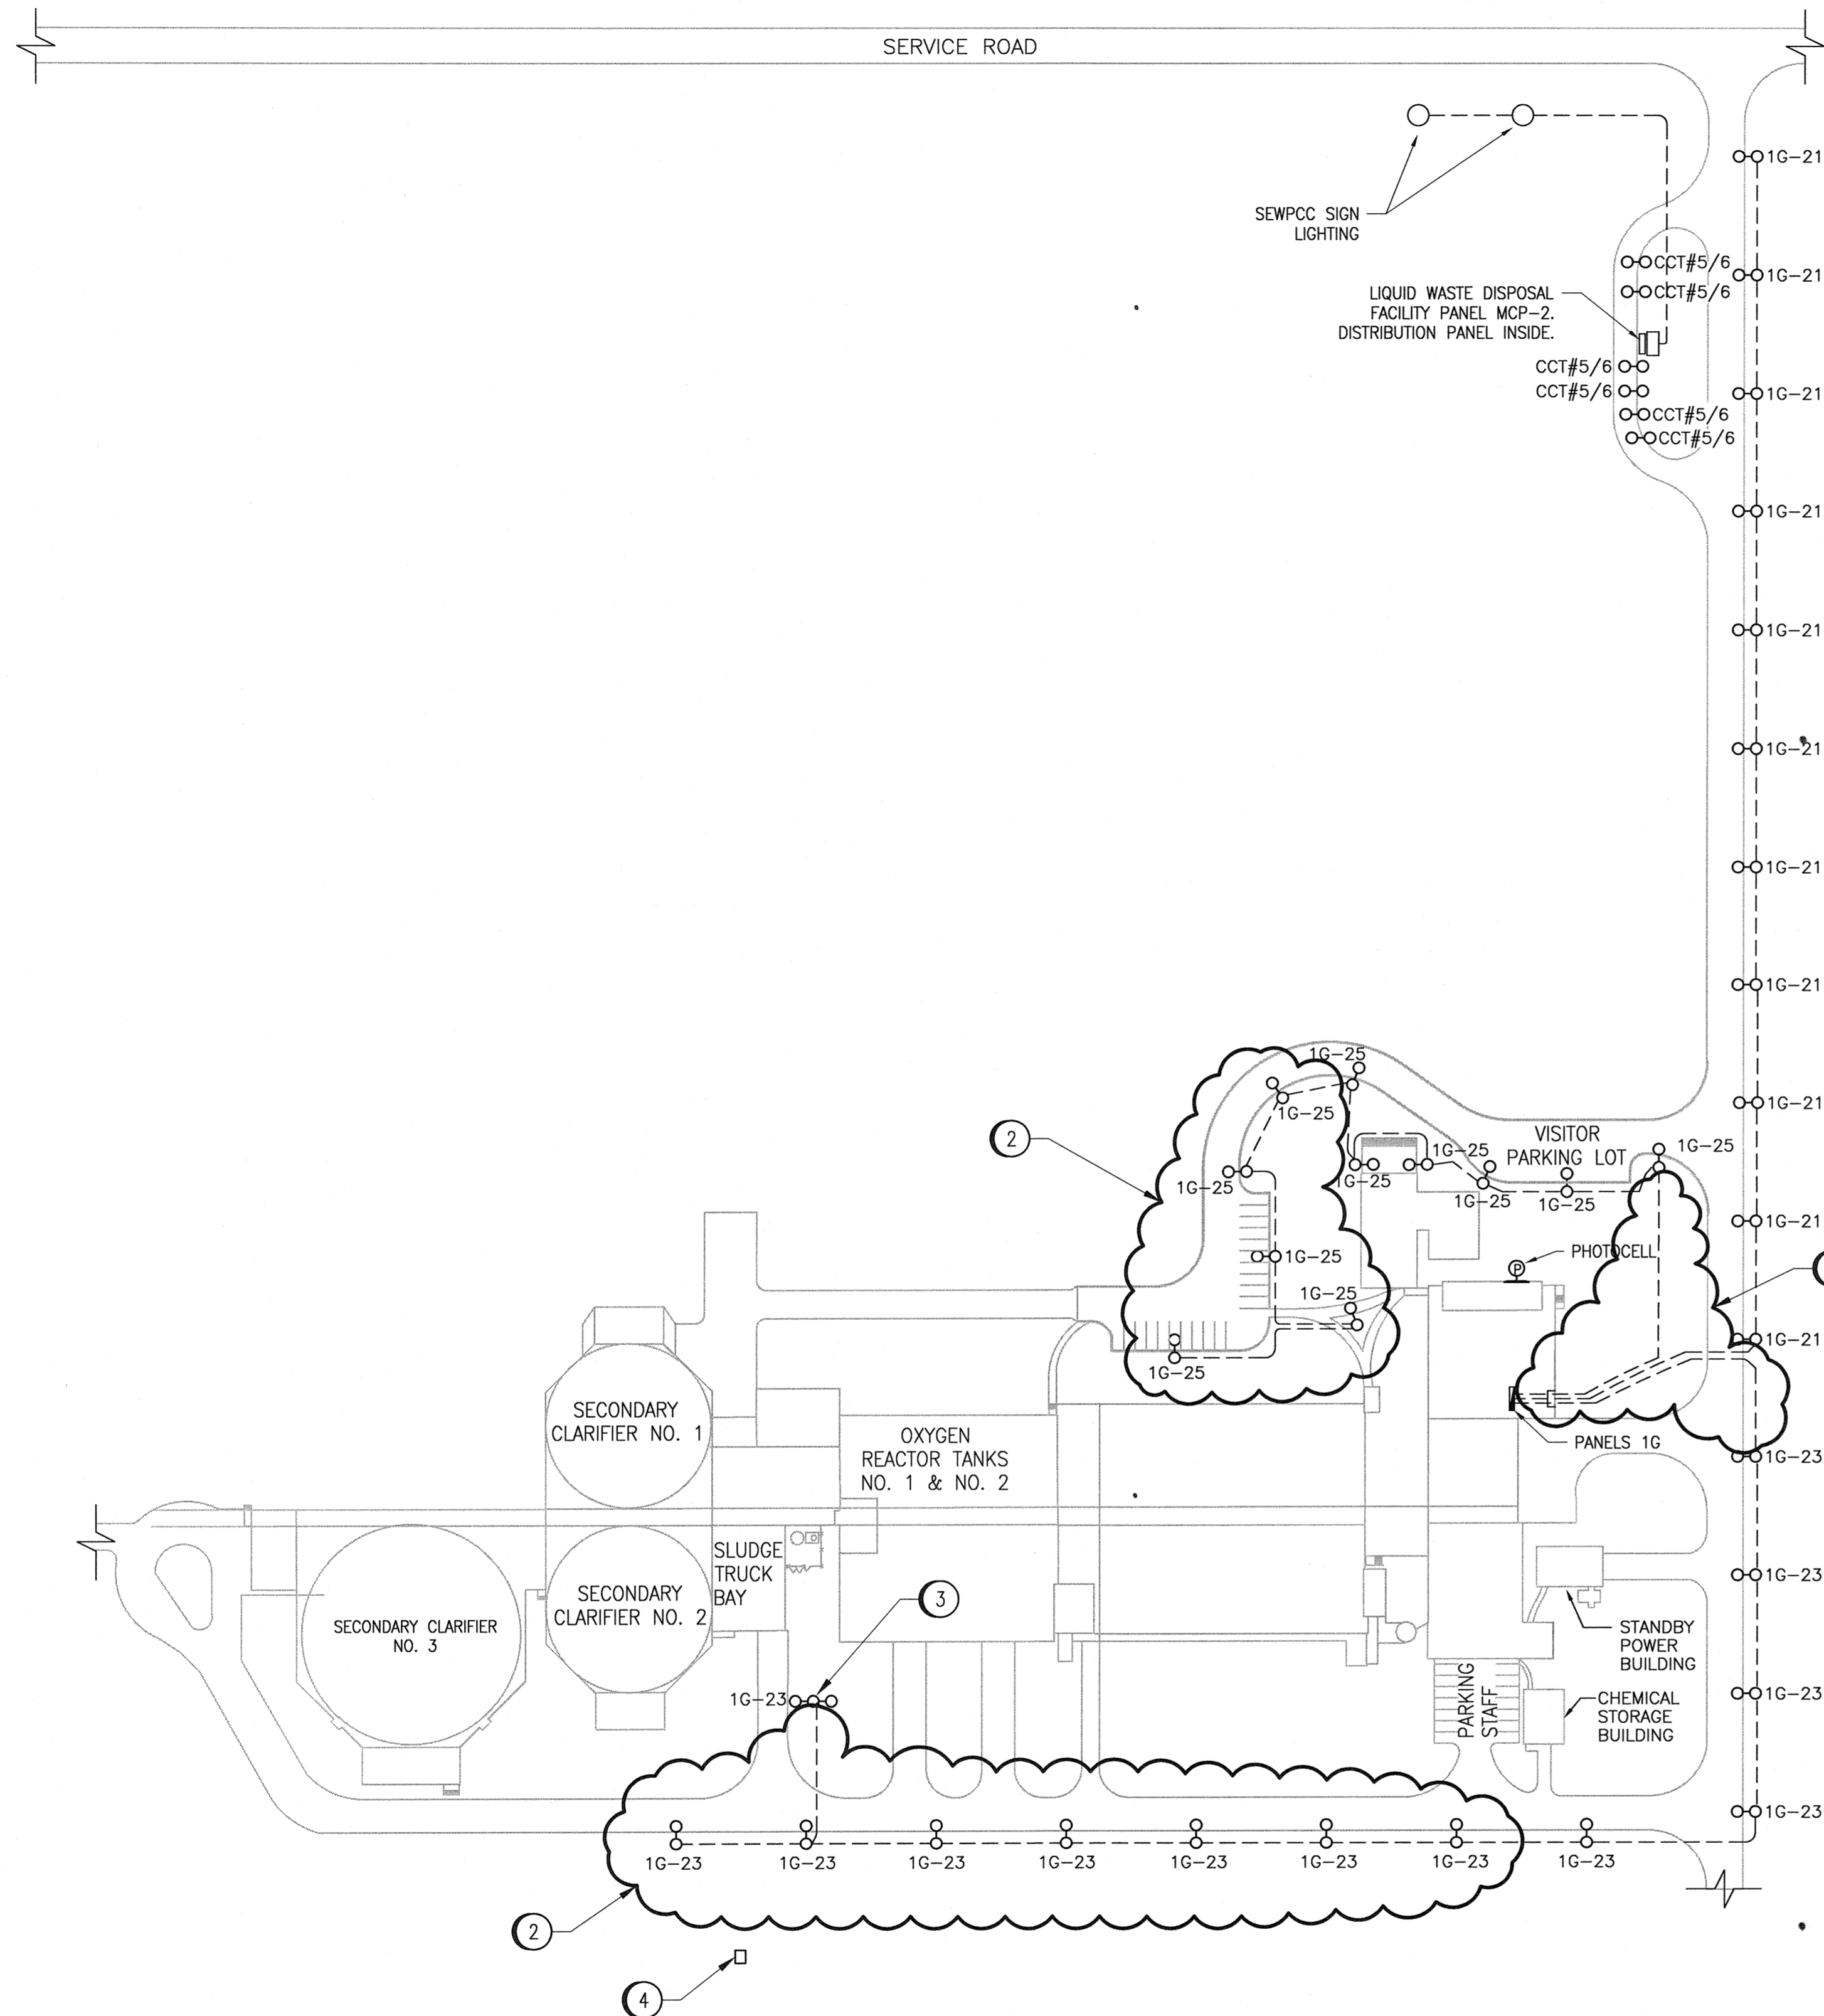 SERVICE ROAD
1G-21
SEWPCC SIGN
LIGHTING
CCT#5/6
1G-21
CCT#5/6
LIQUID WASTE DISPOSAL
FACILITY PANEL MCP-2.
DISTRIBUTION PANEL INSIDE.
CCT#5/6
CCT#5/6
1G-21
CCT#5/6
CCT#5/6
1G-21
1G-21
1G-21
1G-21
1G-21
1G-25
1G-21
1G-25
2
VISITOR
PARKING LOT
1G-25
1G-25
1G-25
1G-25
1G-25
1G-25
1G-21
PHOTOCELL
P
1G-25
1G-25
1G-21
1G-25
SECONDARY
CLARIFIER NO. 1
OXYGEN
REACTOR TANKS
NO. 1 & NO. 2
PANELS 1G
1G-23
SLUDGE
TRUCK
BAY
SECONDARY
CLARIFIER NO. 2
1G-23
3
SECONDARY CLARIFIER
NO. 3
STANDBY
POWER
BUILDING
1G-23
PARKING
STAFF
1G-23
CHEMICAL
STORAGE
BUILDING
1G-23
1G-23
1G-23
1G-23
1G-23
1G-23
1G-23
1G-23
1G-23
2
4